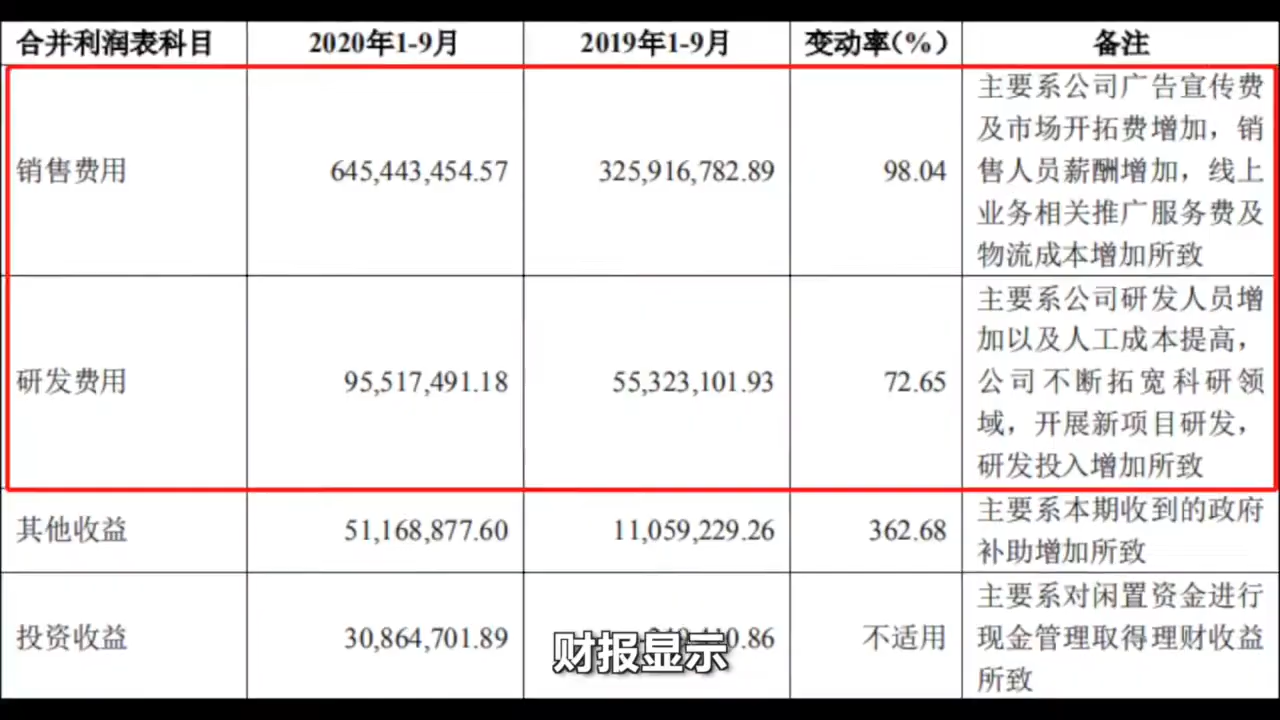 合并利润表科目 2020年1-9月 2019年1-9月 变动率(%) 备注
主要系公司广告宣传费
及市场开拓费增加，销
销售费用 645,443,454.57 325,916,782.89 98.04 售人员薪酬增加，线上
业务相关推广服务费及
物流成本增加所致
主要系公司研发人员增
加以及人工成本提高，
研发费用 95,517,491.18 55,323,101.93 72.65 公司不断拓宽科研领
域，开展新项目研发，
研发投入增加所致
其他收益 51,168,877.60 11,059,229.26 362.68 主要系本期收到的政府
补助增加所致
主要系对闲置资金进行
投资收益 30,864,701.89 不适用 现金管理取得理财收益
所致
财报显示